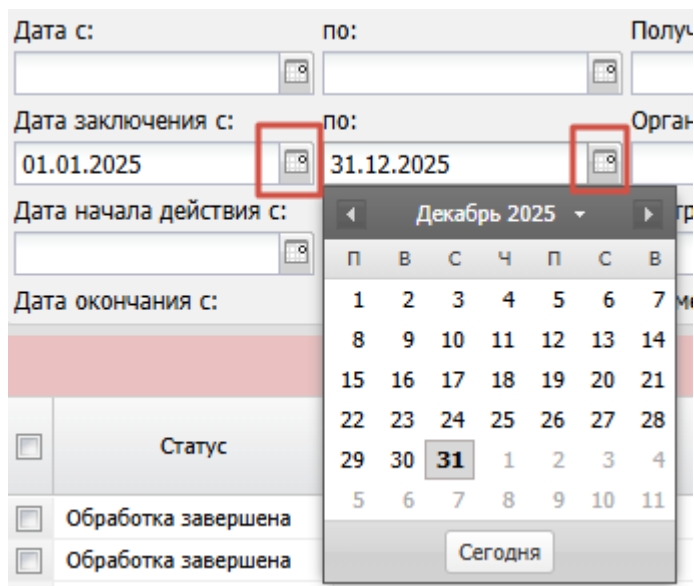 Дата с: по: Получ
Дата заключения с: по: Орган
01.01.2025 31.12.2025
Дата начала действия с: Декабрь 2025
П В С Ч П С В
Дата окончания с: 1 2 3 4 5 6 7
8 9 10 11 12 13 14
15 16 17 18 19 20 21
22 23 24 25 26 27 28
Статус
29 30 31 1 2 3 4
5 6 7 8 9 10 11
Обработка завершена
Сегодня
Обработка завершена